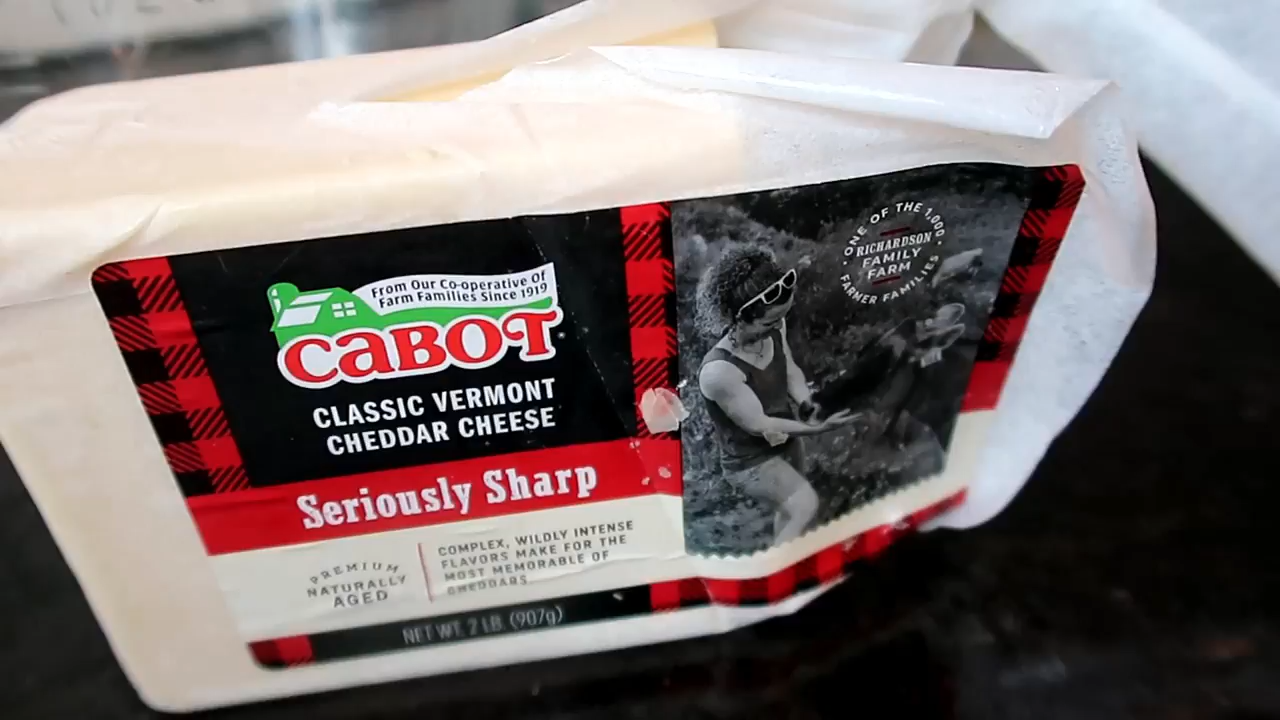 From Our Co-operative Of
Farm Families Since 1919
CABOT
CLASSIC VERMONT
CHEDDAR CHEESE
Seriously Sharp
PREMIUM
NATURALLY
AGED
COMPLEX, WILDLY INTENSE
FLAVORS MAKE FOR THE
MOST MEMORABLE OF
CHEDDARS
NET WT. 2 LB. (907g)
ONE OF THE 1,000
RICHARDSON
FAMILY
FARM
FARMER FAMILIES